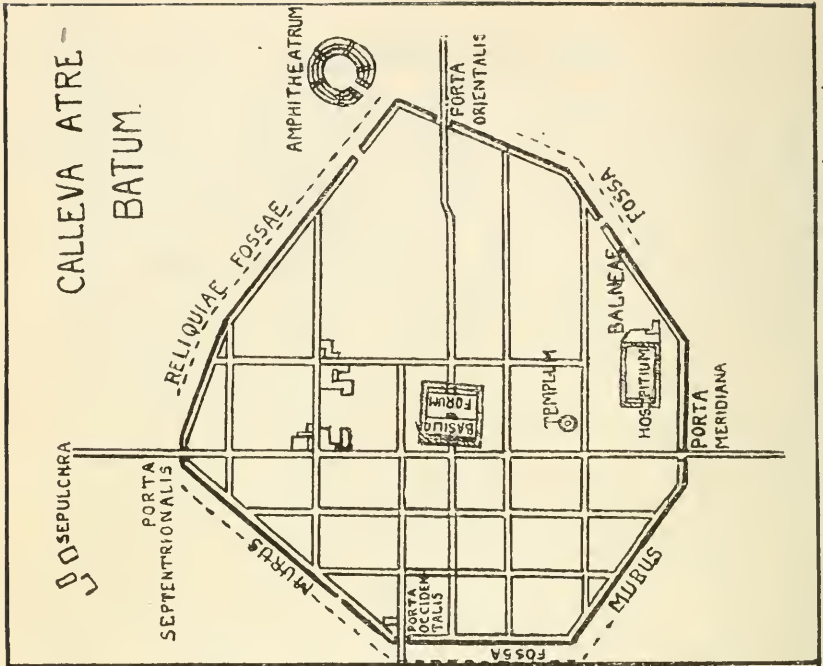 CALLEVA ATRE-
BATUM.
AMPHITHEATRUM
PORTA
ORIENTALIS
RELIQUIAE FOSSAE
FOSSA
BALNEAE
HOSPITIUM
TEMPLUM
FORUM
PORTA
MERIDIANA
SEPULCHRA
PORTA
SEPTENTRIONALIS
MURUS
PORTA
OCCIDEN
TALIS
MURUS
FOSSA